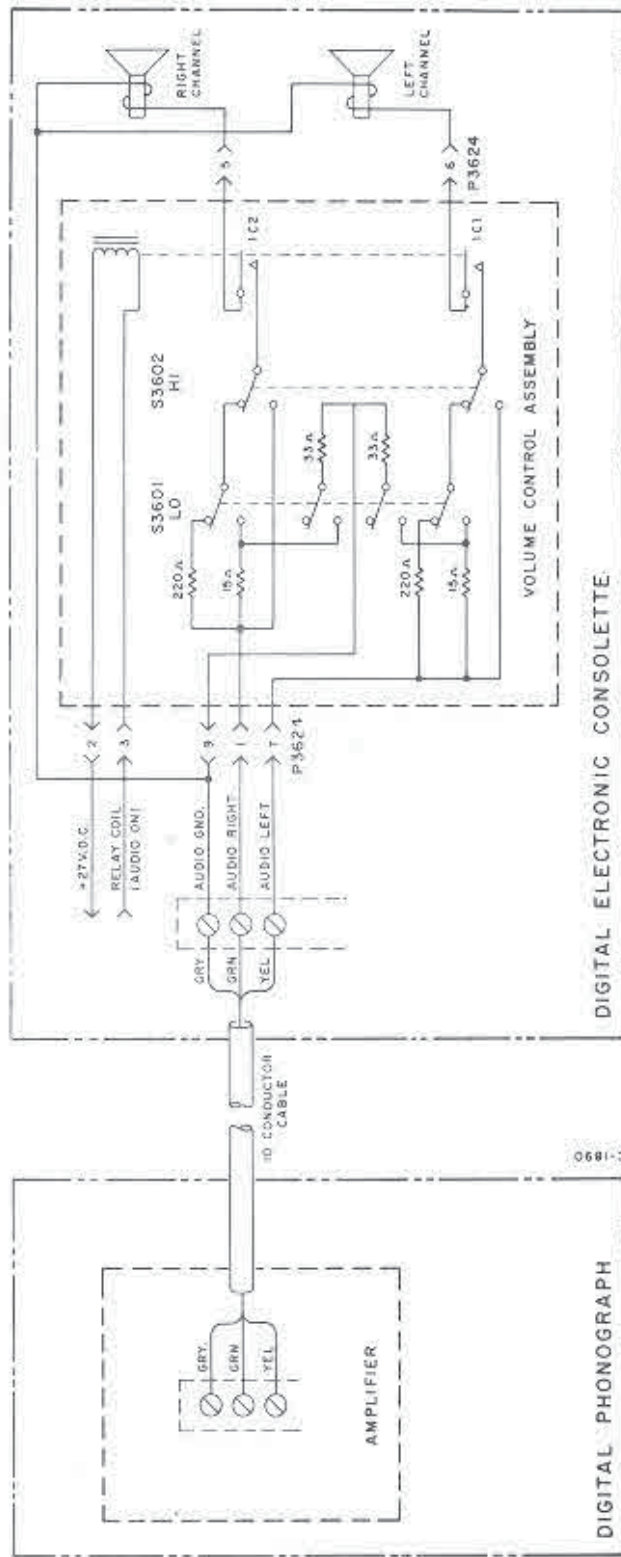 DIGITAL PHONOGRAPH
AMPLIFIER
GRY.
GRN
YEL
10 CONDUCTOR
CABLE
DIGITAL ELECTRONIC CONSOLETTE
GRY
GRN
YEL
+27 V.D.C.
RELAY COIL
(AUDIO ON)
AUDIO GND.
AUDIO RIGHT
AUDIO LEFT
2
3
9
1
7
P3624
VOLUME CONTROL ASSEMBLY
S3601
LO
S3602
HI
220Ω
15Ω
33Ω
33Ω
220Ω
15Ω
1C2
1C1
5
6
P3624
RIGHT
CHANNEL
LEFT
CHANNEL